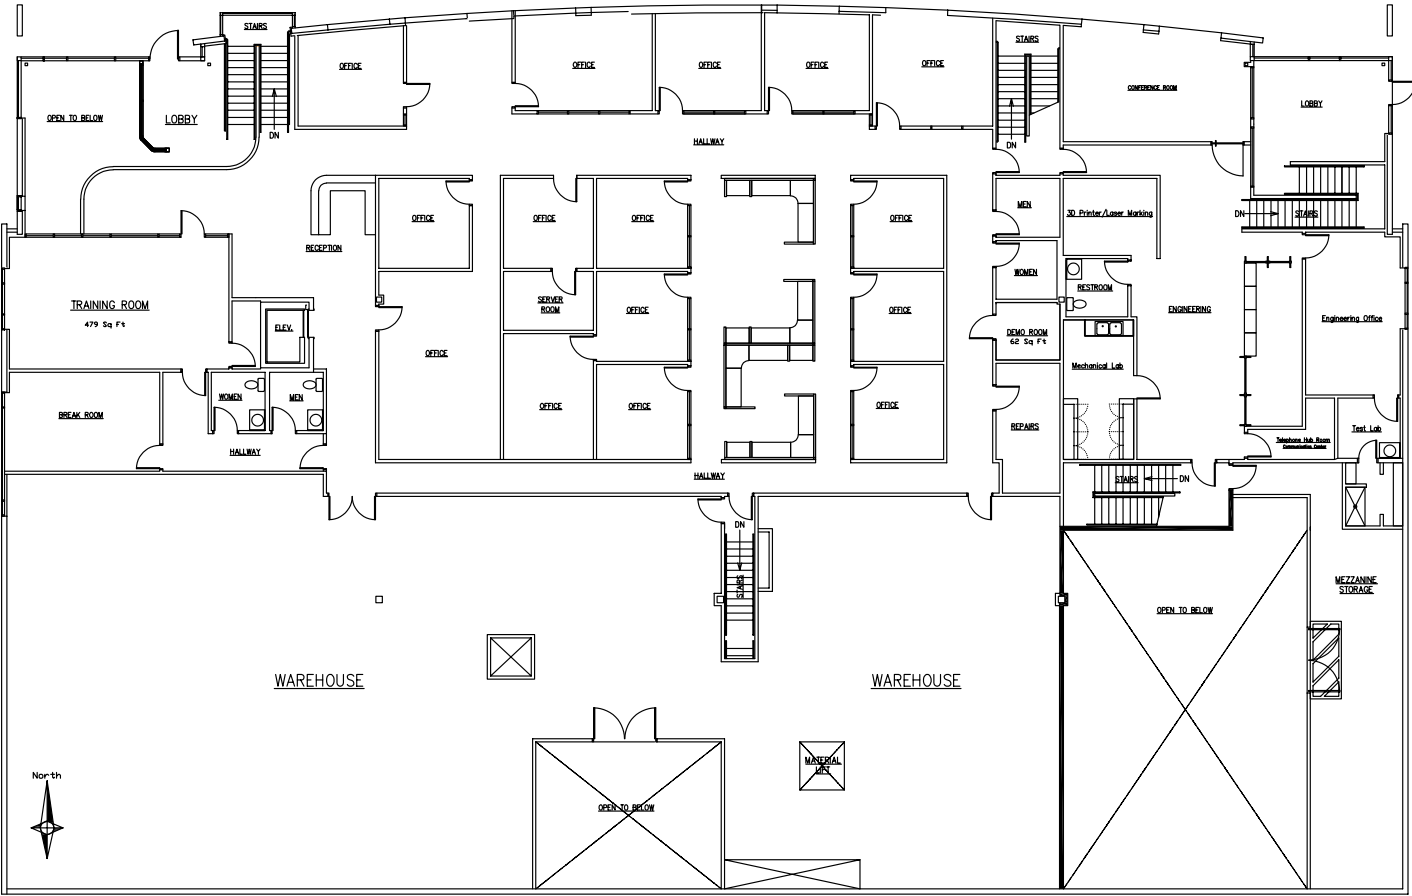 STAIRS
STAIRS
OFFICE
OFFICE
OFFICE
OFFICE
OFFICE
CONFERENCE ROOM
LOBBY
OPEN TO BELOW
LOBBY
DN
HALLWAY
DN
MEN
3D Printer/Laser Marking
DN
STAIRS
OFFICE
OFFICE
OFFICE
OFFICE
RECEPTION
WOMEN
RESTROOM
TRAINING ROOM
479 Sq Ft
ELEV.
SERVER
ROOM
OFFICE
OFFICE
ENGINEERING
Engineering Office
DEMO ROOM
62 Sq Ft
OFFICE
Mechanical Lab
BREAK ROOM
WOMEN
MEN
OFFICE
OFFICE
OFFICE
REPAIRS
Test Lab
Telephone Hub Room
Communication Center
HALLWAY
HALLWAY
STAIRS
DN
DN
STAIRS
MEZZANINE
STORAGE
OPEN TO BELOW
WAREHOUSE
WAREHOUSE
MATERIAL
LIFT
North
OPEN TO BELOW